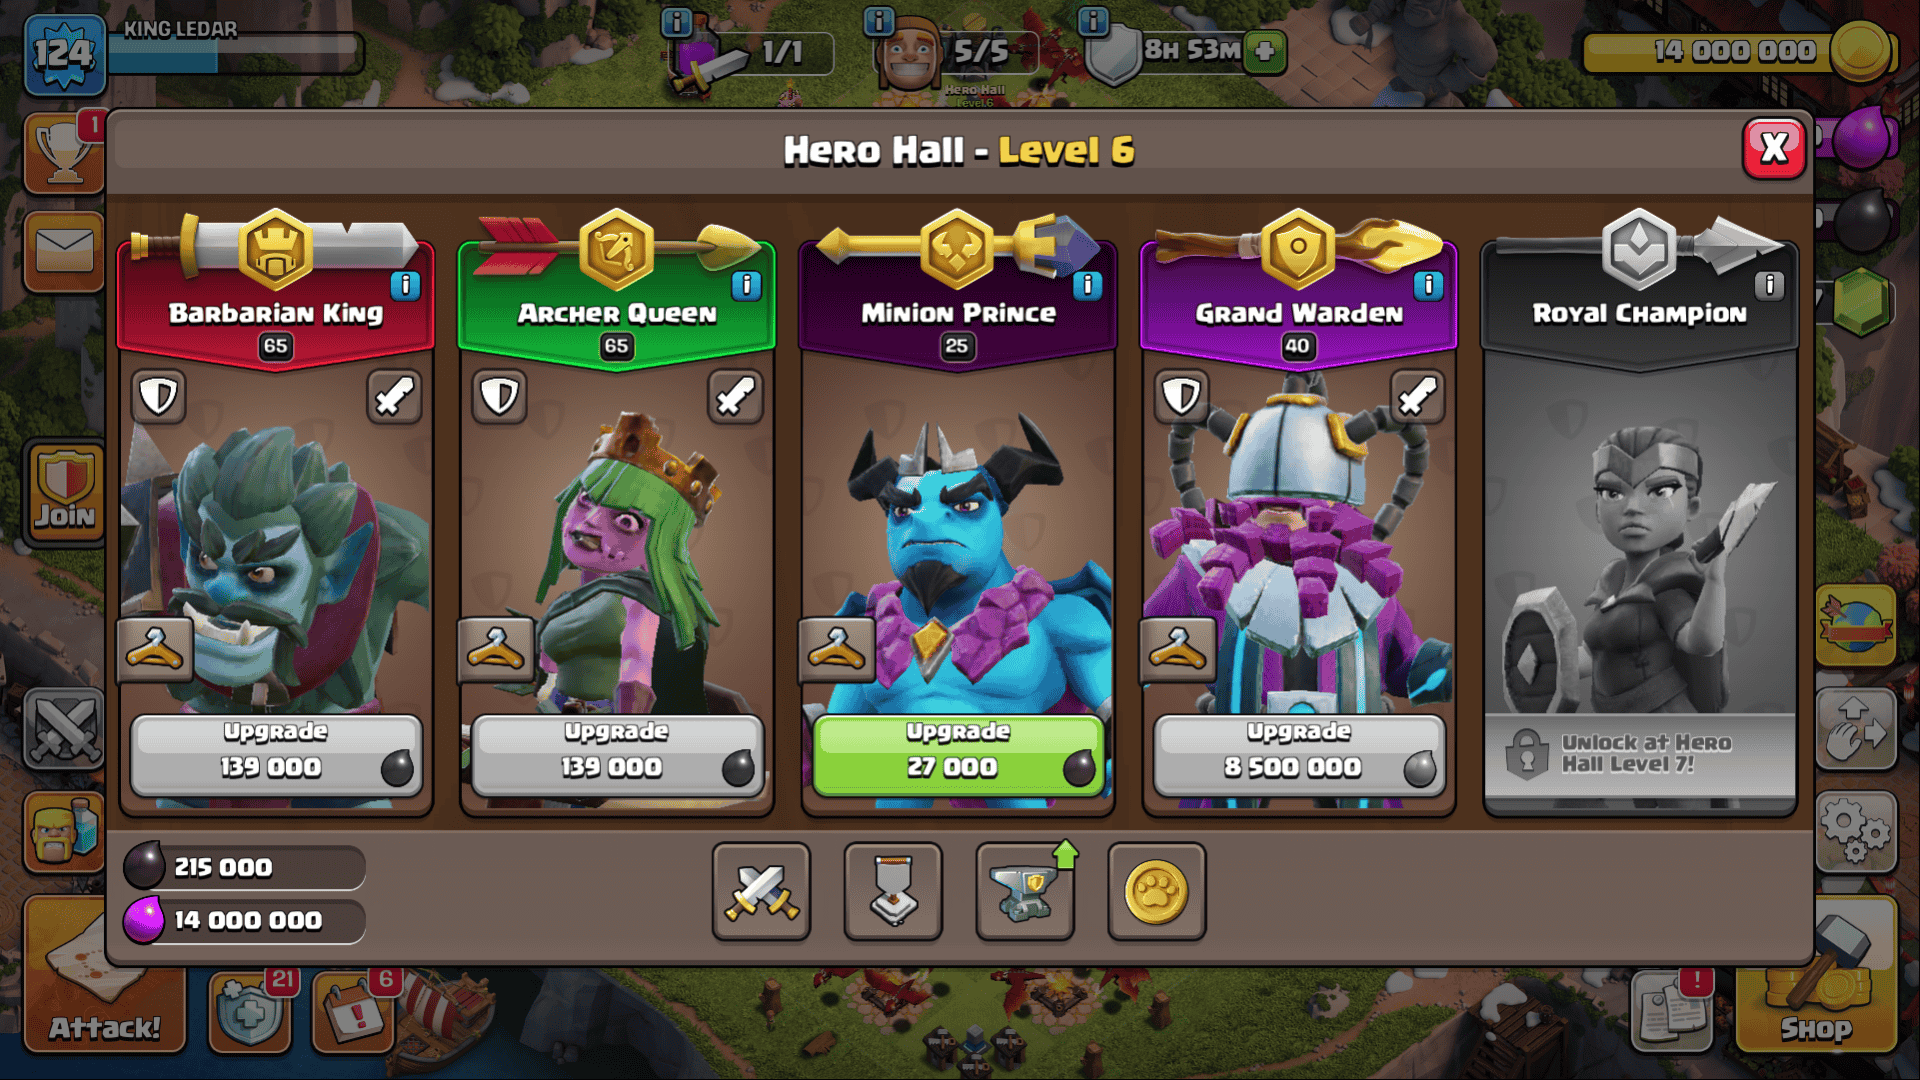 124
KING LEDAR
1/1
5/5
Hero Hall
Level 6
8H 53M
14 000 000
1
Hero Hall - Level 6
X
Barbarian King
65
Archer Queen
65
Minion Prince
25
Grand Warden
40
Royal Champion
Join
Upgrade
139 000
Upgrade
139 000
Upgrade
27 000
Upgrade
8 500 000
Unlock at Hero
Hall Level 7!
215 000
14 000 000
Attack!
21
6
!
Shop